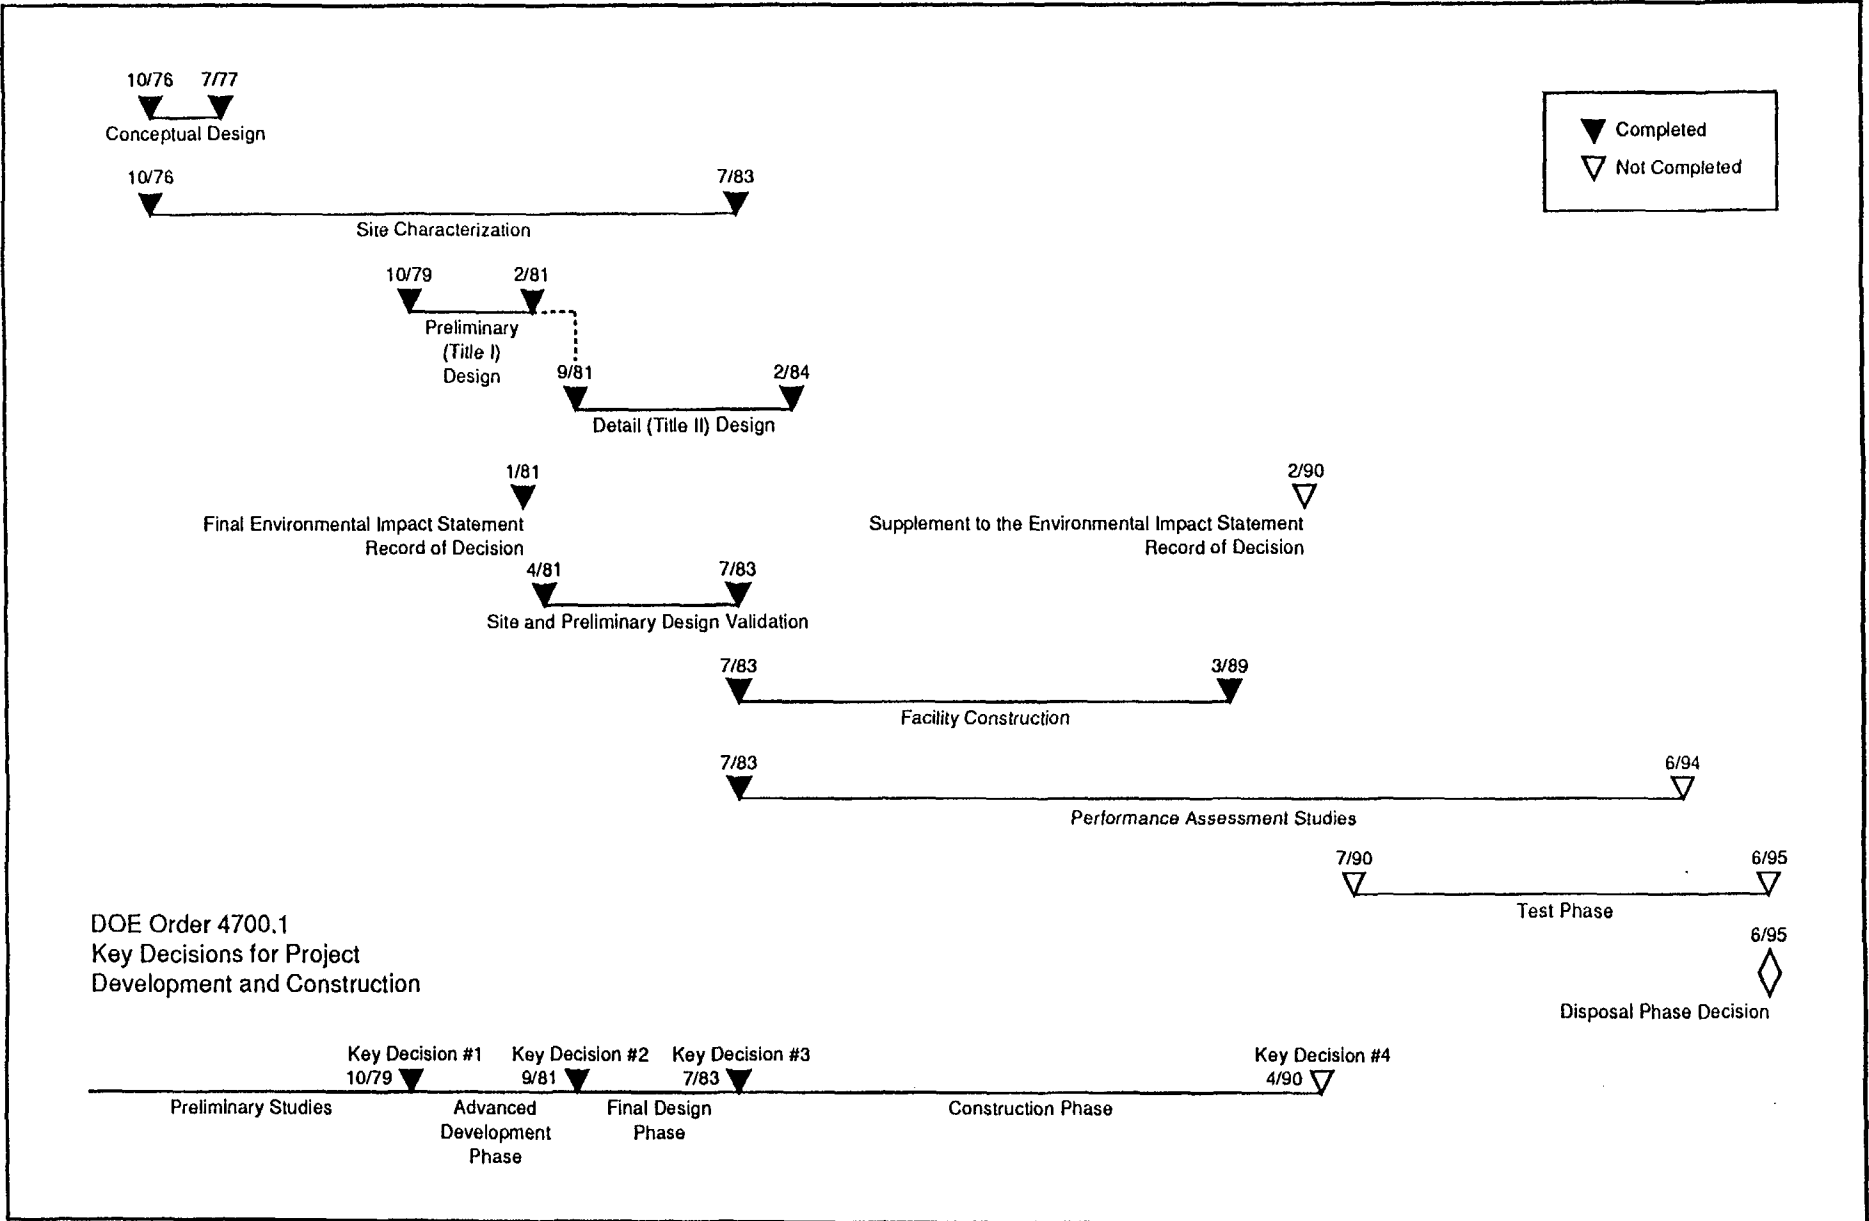 10/76 7/77
Conceptual Design
Completed
Not Completed
10/76 7/83
Site Characterization
10/79 2/81
Preliminary
(Title I)
Design
9/81 2/84
Detail (Title II) Design
1/81
Final Environmental Impact Statement
Record of Decision
2/90
Supplement to the Environmental Impact Statement
Record of Decision
4/81 7/83
Site and Preliminary Design Validation
7/83 3/89
Facility Construction
7/83 6/94
Performance Assessment Studies
7/90 6/95
Test Phase
6/95
Disposal Phase Decision
DOE Order 4700.1
Key Decisions for Project
Development and Construction
Key Decision #1 Key Decision #2 Key Decision #3 Key Decision #4
10/79 9/81 7/83 4/90
Preliminary Studies
Advanced
Development
Phase
Final Design
Phase
Construction Phase